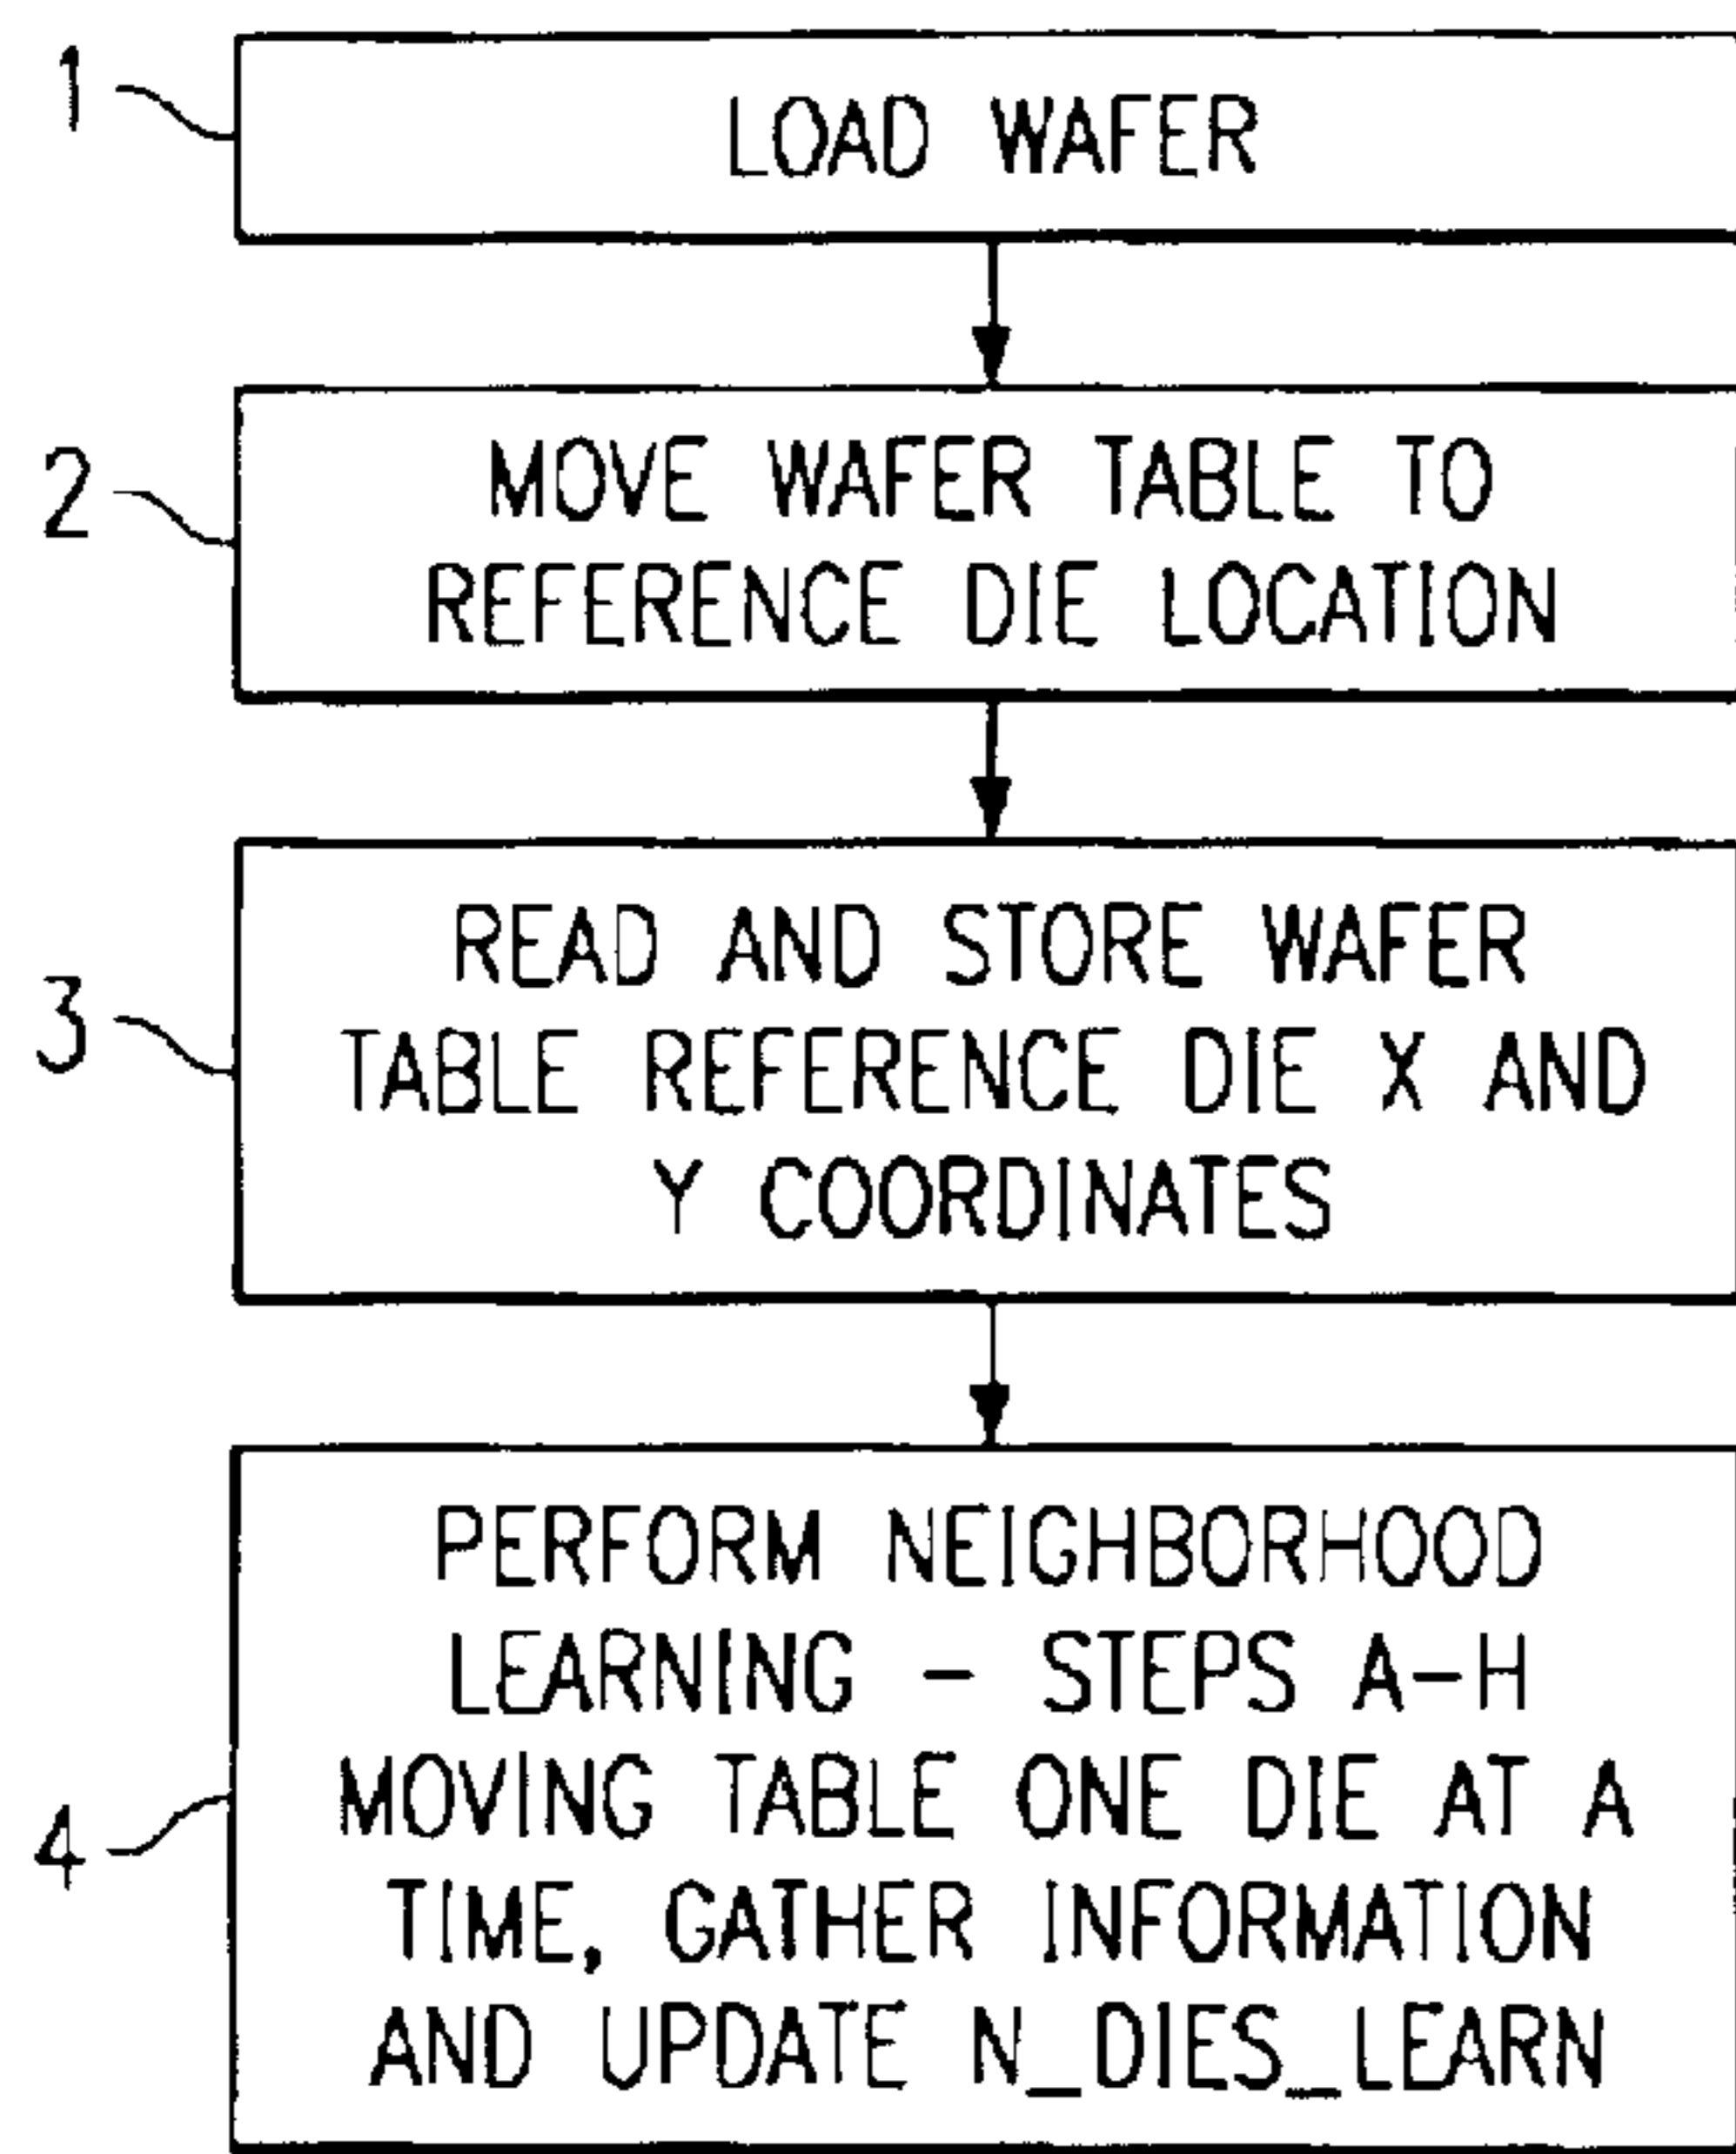 1
LOAD WAFER
2
MOVE WAFER TABLE TO
REFERENCE DIE LOCATION
3
READ AND STORE WAFER
TABLE REFERENCE DIE X AND
Y COORDINATES
4
PERFORM NEIGHBORHOOD
LEARNING - STEPS A-H
MOVING TABLE ONE DIE AT A
TIME, GATHER INFORMATION
AND UPDATE N_DIES_LEARN